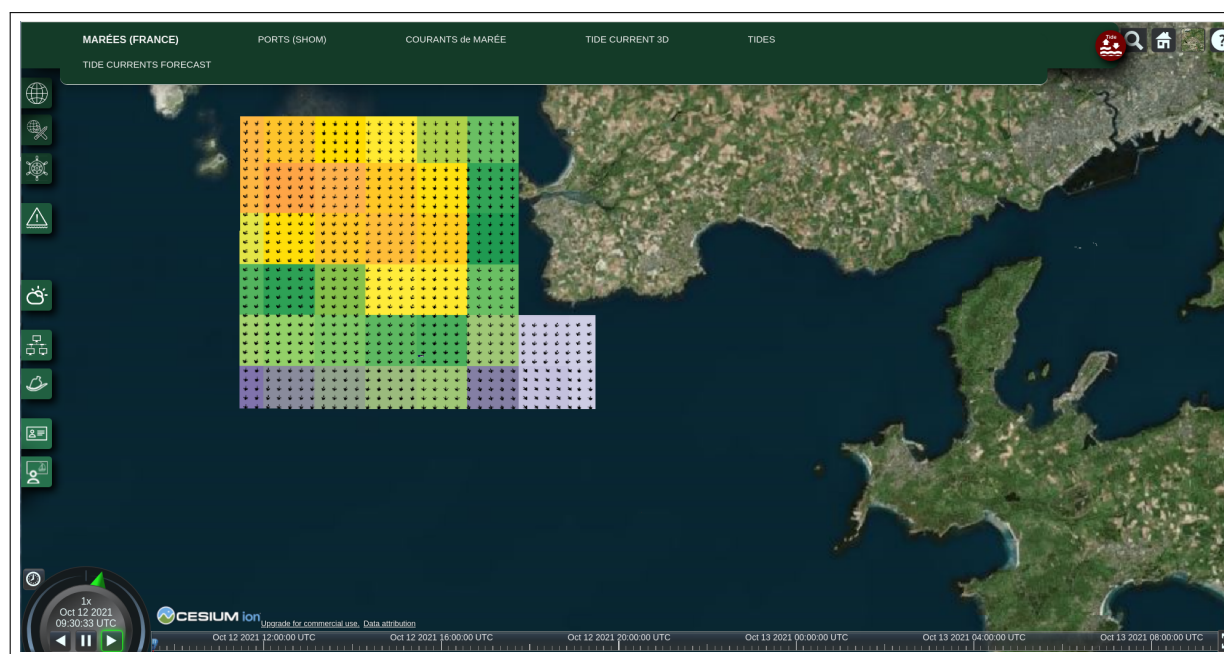 MARÉES (FRANCE) PORTS (SHOM) COURANTS de MARÉE TIDE CURRENT 3D TIDES
TIDE CURRENTS FORECAST
Tide
?
1x
Oct 12 2021
09:30:33 UTC
CESIUM ion
Upgrade for commercial use. Data attribution
Oct 12 2021 12:00:00 UTC Oct 12 2021 16:00:00 UTC Oct 12 2021 20:00:00 UTC Oct 13 2021 00:00:00 UTC Oct 13 2021 04:00:00 UTC Oct 13 2021 08:00:00 UTC